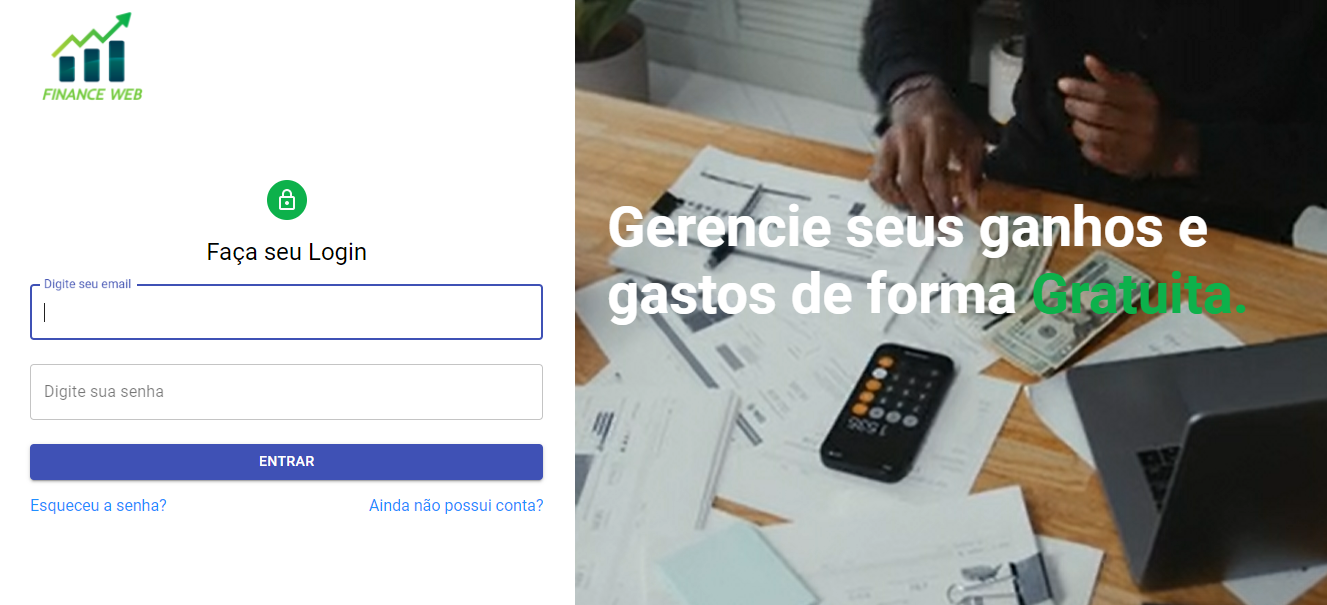 FINANCE WEB
Faça seu Login
Digite seu email
Digite sua senha
ENTRAR
Esqueceu a senha?
Ainda não possui conta?
Gerencie seus ganhos e
gastos de forma Gratuita.
1535